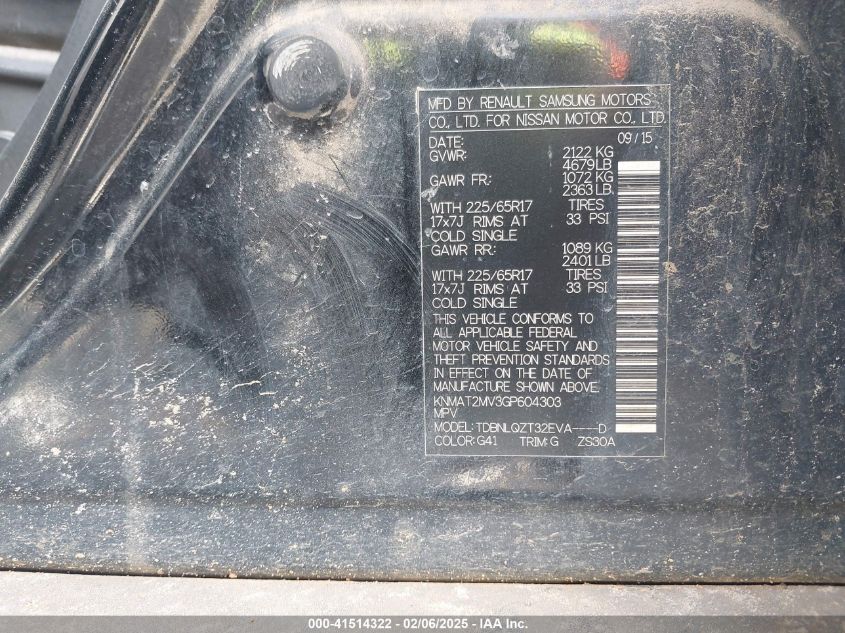 MFD BY RENAULT SAMSUNG MOTORS
CO., LTD. FOR NISSAN MOTOR CO., LTD.
DATE: 09/15
GVWR: 2122 KG
4679 LB
GAWR FR: 1072 KG
2363 LB
WITH 225/65R17 TIRES
17x7J RIMS AT 33 PSI
COLD SINGLE
GAWR RR: 1089 KG
2401 LB
WITH 225/65R17 TIRES
17x7J RIMS AT 33 PSI
COLD SINGLE
THIS VEHICLE CONFORMS TO
ALL APPLICABLE FEDERAL
MOTOR VEHICLE SAFETY AND
THEFT PREVENTION STANDARDS
IN EFFECT ON THE DATE OF
MANUFACTURE SHOWN ABOVE.
KNMAT2MV3GP604303
MPV
MODEL: TDBNLQZT32EVA----D
COLOR: G41 TRIM: G ZS30A
000-41514322 - 02/06/2025 - IAA Inc.